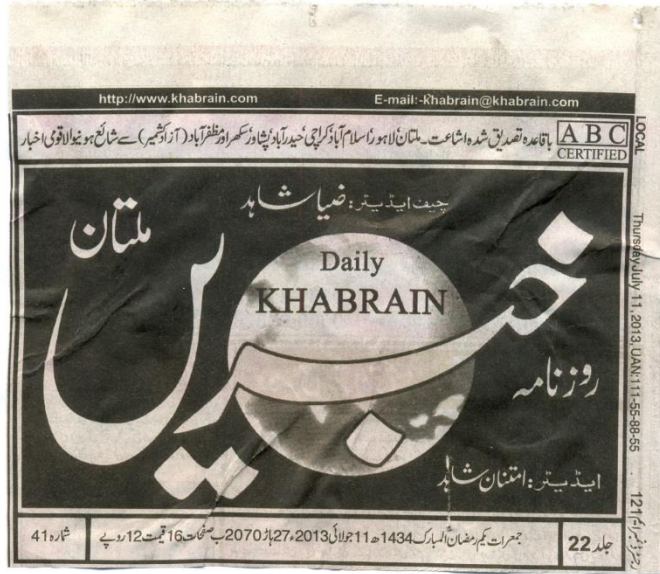 http://www.khabrain.com E-mail:-khabrain@khabrain.com
باقاعدہ تصدیق شدہ اشاعت۔ ملتان، لاہور، اسلام آباد، کراچی، حیدرآباد، پشاور، سکھر اور مظفرآباد (آزاد کشمیر) سے شائع ہونیوالا قومی اخبار
ABC
CERTIFIED
چیف ایڈیٹر: ضیا شاہد
ملتان
Daily
KHABRAIN
خبریں
روزنامہ
ایڈیٹر: امتنان شاہد
جلد 22
جمعرات یکم رمضان المبارک 1434ھ 11 جولائی 2013ء 27 ہاڑ 2070ب صفحات 16 قیمت 12 روپے
شمارہ 41
LOCAL
Thursday July 11, 2013, UAN:111-55-88-55
121